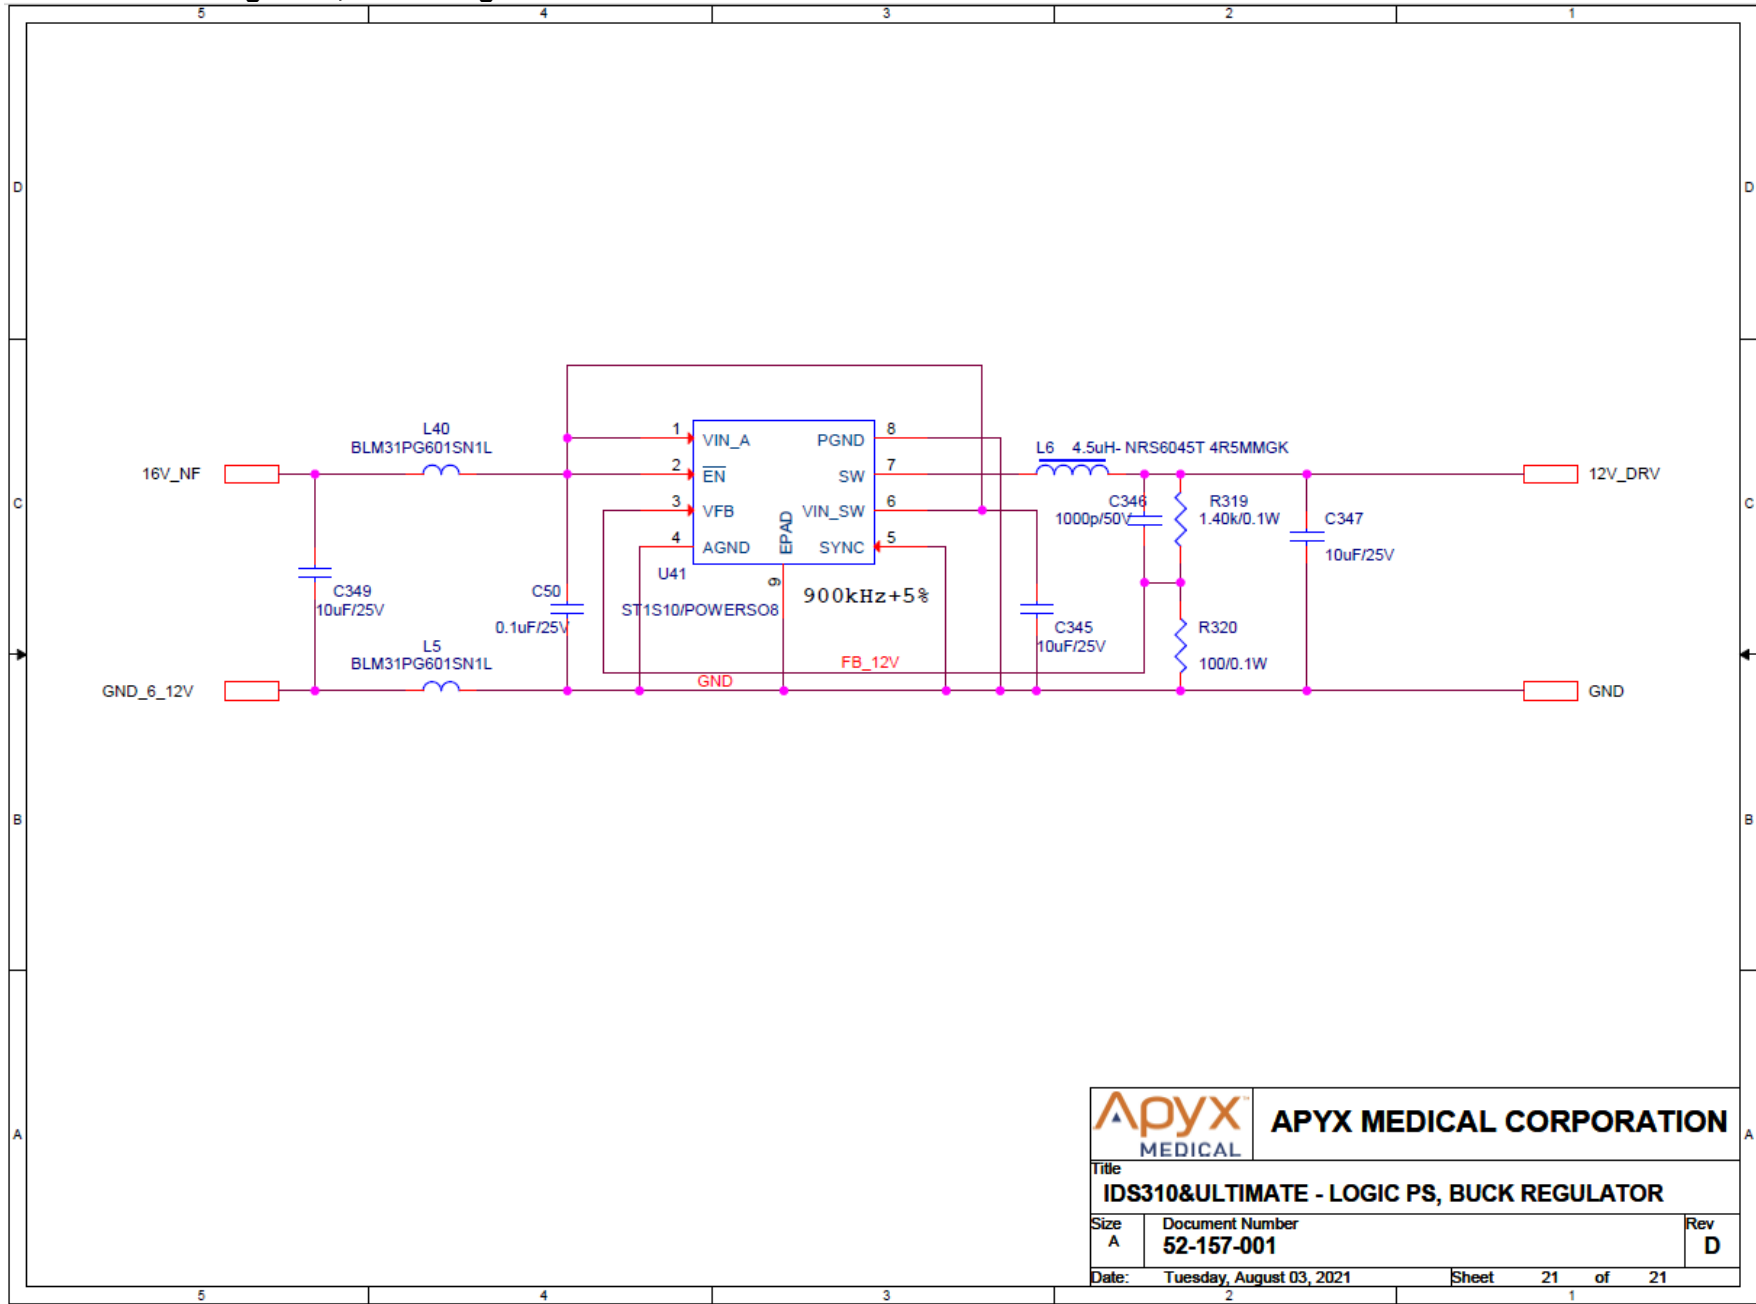 5 4 3 2 1
D D
C C
B B
A A
L40
BLM31PG601SN1L
16V_NF
C349
10uF/25V
L5
BLM31PG601SN1L
GND_6_12V
C50
0.1uF/25V
1 VIN_A
2 EN
3 VFB
4 AGND
PGND 8
SW 7
VIN_SW 6
SYNC 5
EPAD
9
U41
ST1S10/POWERSO8
900kHz+5%
FB_12V
GND
L6 4.5uH- NRS6045T 4R5MMGK
C346
1000p/50V
R319
1.40k/0.1W
C347
10uF/25V
12V_DRV
C345
10uF/25V
R320
100/0.1W
GND
Apyx
MEDICAL
APYX MEDICAL CORPORATION
Title
IDS310&ULTIMATE - LOGIC PS, BUCK REGULATOR
Size
A
Document Number
52-157-001
Rev
D
Date: Tuesday, August 03, 2021 Sheet 21 of 21
5 4 3 2 1